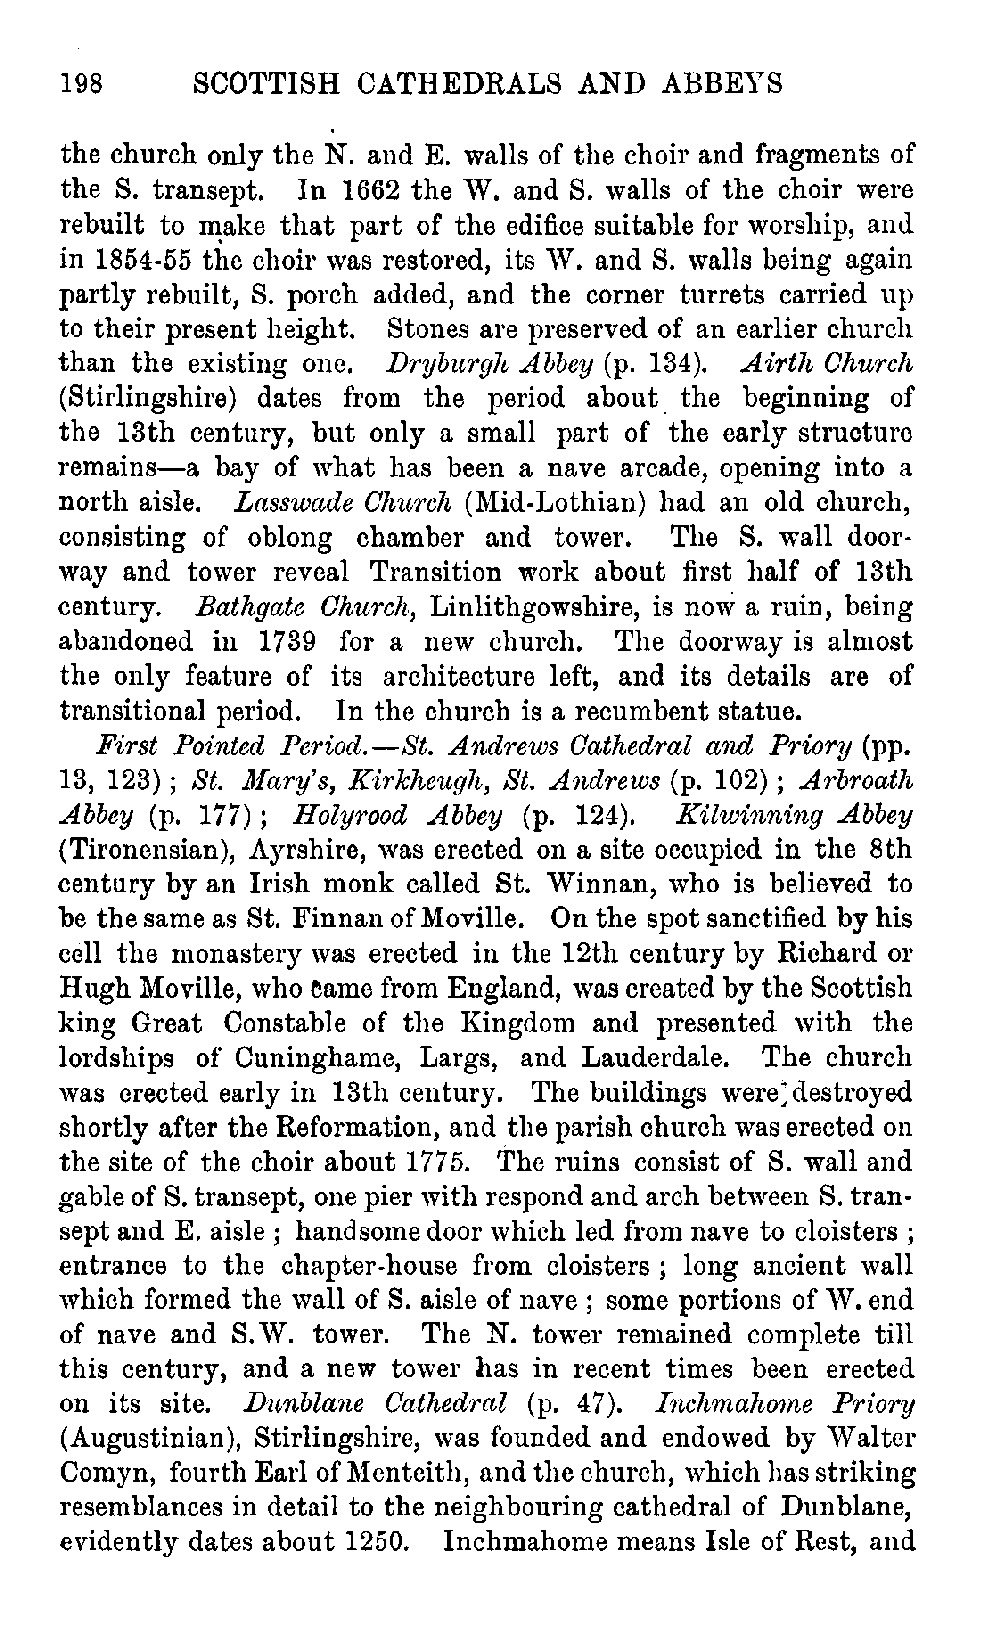 198 SCOTTISH CATHEDRALS AND ABBEYS
the church only the N. and E. walls of the choir and fragments of
the S. transept. In 1662 the W. and S. walls of the choir were
rebuilt to make that part of the edifice suitable for worship, and
in 1854-55 the choir was restored, its W. and S. walls being again
partly rebuilt, S. porch added, and the corner turrets carried up
to their present height. Stones are preserved of an earlier church
than the existing one. Dryburgh Abbey (p. 134). Airth Church
(Stirlingshire) dates from the period about the beginning of
the 13th century, but only a small part of the early structure
remains—a bay of what has been a nave arcade, opening into a
north aisle. Lasswade Church (Mid-Lothian) had an old church,
consisting of oblong chamber and tower. The S. wall door-
way and tower reveal Transition work about first half of 13th
century. Bathgate Church, Linlithgowshire, is now a ruin, being
abandoned in 1739 for a new church. The doorway is almost
the only feature of its architecture left, and its details are of
transitional period. In the church is a recumbent statue.
First Pointed Period.—St. Andrews Cathedral and Priory (pp.
13, 123); St. Mary's, Kirkheugh, St. Andrews (p. 102); Arbroath
Abbey (p. 177); Holyrood Abbey (p. 124). Kilwinning Abbey
(Tironensian), Ayrshire, was erected on a site occupied in the 8th
century by an Irish monk called St. Winnan, who is believed to
be the same as St. Finnan of Moville. On the spot sanctified by his
cell the monastery was erected in the 12th century by Richard or
Hugh Moville, who came from England, was created by the Scottish
king Great Constable of the Kingdom and presented with the
lordships of Cuninghame, Largs, and Lauderdale. The church
was erected early in 13th century. The buildings were destroyed
shortly after the Reformation, and the parish church was erected on
the site of the choir about 1775. The ruins consist of S. wall and
gable of S. transept, one pier with respond and arch between S. tran-
sept and E. aisle; handsome door which led from nave to cloisters;
entrance to the chapter-house from cloisters; long ancient wall
which formed the wall of S. aisle of nave; some portions of W. end
of nave and S.W. tower. The N. tower remained complete till
this century, and a new tower has in recent times been erected
on its site. Dunblane Cathedral (p. 47). Inchmahome Priory
(Augustinian), Stirlingshire, was founded and endowed by Walter
Comyn, fourth Earl of Menteith, and the church, which has striking
resemblances in detail to the neighbouring cathedral of Dunblane,
evidently dates about 1250. Inchmahome means Isle of Rest, and